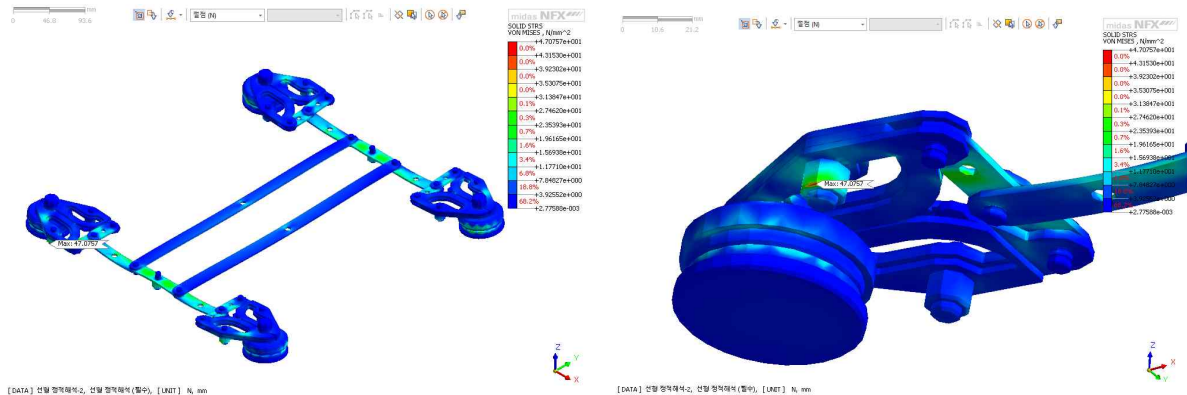 0 46.8 93.6
절점 (N)
midas NFX
SOLID STRS
VON MISES , N/mm^2
+4.70757e+001
0.0%
+4.31530e+001
0.0%
+3.92302e+001
0.0%
+3.53075e+001
0.0%
+3.13847e+001
0.1%
+2.74620e+001
0.3%
+2.35393e+001
0.7%
+1.96165e+001
1.6%
+1.56938e+001
3.4%
+1.17710e+001
6.8%
+7.84827e+000
18.8%
+3.92552e+000
68.2%
+2.77588e-003
Max: 47.0757
Z
Y
X
[DATA] 선형 정적해석-2, 선형 정적해석 (필수), [UNIT] N, mm
0 10.6 21.2
절점 (N)
midas NFX
SOLID STRS
VON MISES , N/mm^2
+4.70757e+001
0.0%
+4.31530e+001
0.0%
+3.92302e+001
0.0%
+3.53075e+001
0.0%
+3.13847e+001
0.1%
+2.74620e+001
0.3%
+2.35393e+001
0.7%
+1.96165e+001
1.6%
+1.56938e+001
3.4%
+2.77588e-003
Max: 47.0757
Z
Y
X
[DATA] 선형 정적해석-2, 선형 정적해석 (필수), [UNIT] N, mm